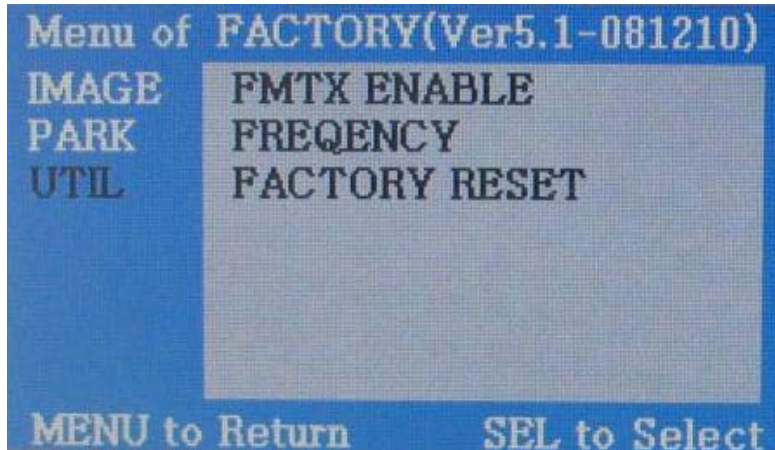 Menu of FACTORY(Ver5.1-081210)
IMAGE FMTX ENABLE
PARK FREQENCY
UTIL FACTORY RESET
MENU to Return SEL to Select